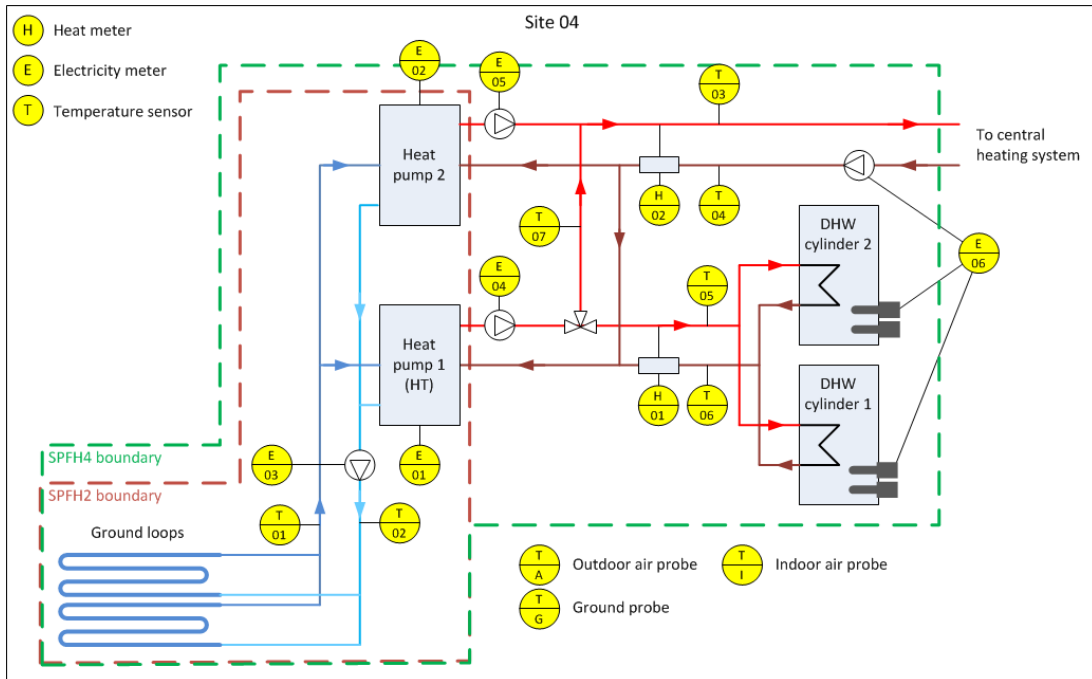 Site 04
H
Heat meter
E
Electricity meter
T
Temperature sensor
E
02
E
05
T
03
Heat
pump 2
To central
heating system
H
02
T
04
T
07
DHW
cylinder 2
E
06
E
04
T
05
Heat
pump 1
(HT)
H
01
T
06
DHW
cylinder 1
SPFH4 boundary
E
03
E
01
SPFH2 boundary
T
01
T
02
Ground loops
T
A
Outdoor air probe
T
I
Indoor air probe
T
G
Ground probe